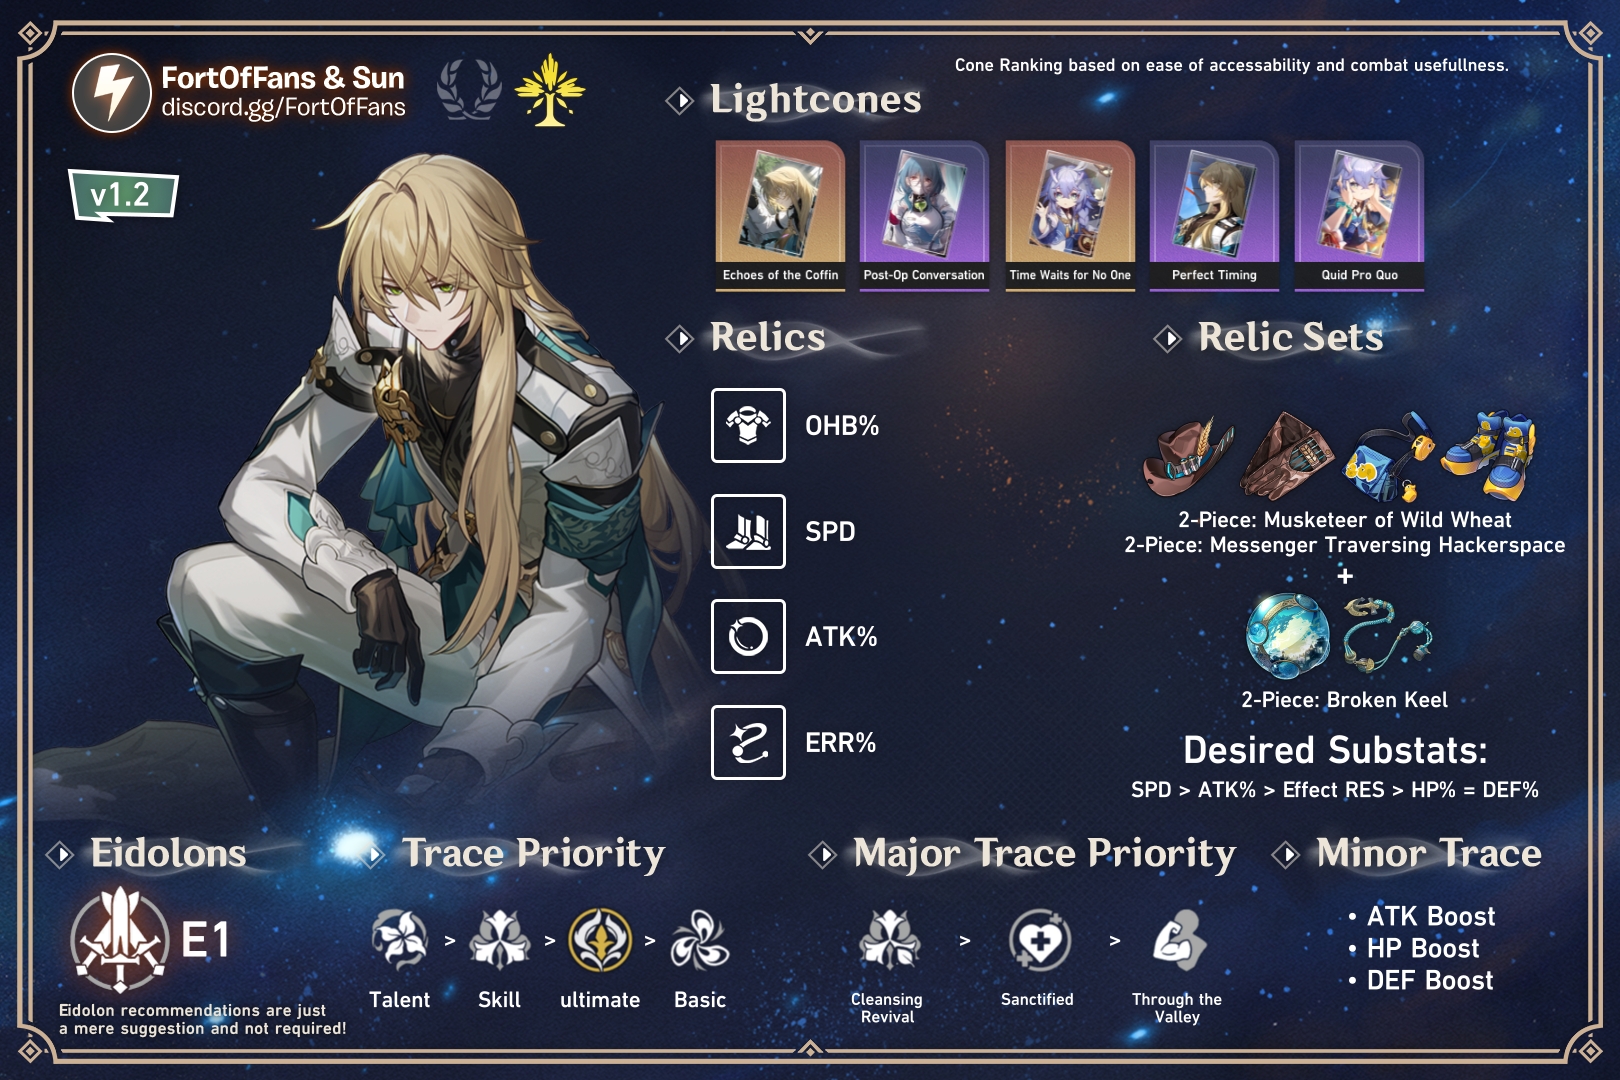 FortOfFans & Sun
discord.gg/FortOfFans
v1.2
Cone Ranking based on ease of accessability and combat usefullness.
Lightcones
Echoes of the Coffin
Post-Op Conversation
Time Waits for No One
Perfect Timing
Quid Pro Quo
Relics
OHB%
SPD
ATK%
ERR%
Relic Sets
2-Piece: Musketeer of Wild Wheat
2-Piece: Messenger Traversing Hackerspace
+
2-Piece: Broken Keel
Desired Substats:
SPD > ATK% > Effect RES > HP% = DEF%
Eidolons
E1
Eidolon recommendations are just
a mere suggestion and not required!
Trace Priority
> > >
Talent Skill ultimate Basic
Major Trace Priority
> >
Cleansing
Revival
Sanctified
Through the
Valley
Minor Trace
• ATK Boost
• HP Boost
• DEF Boost